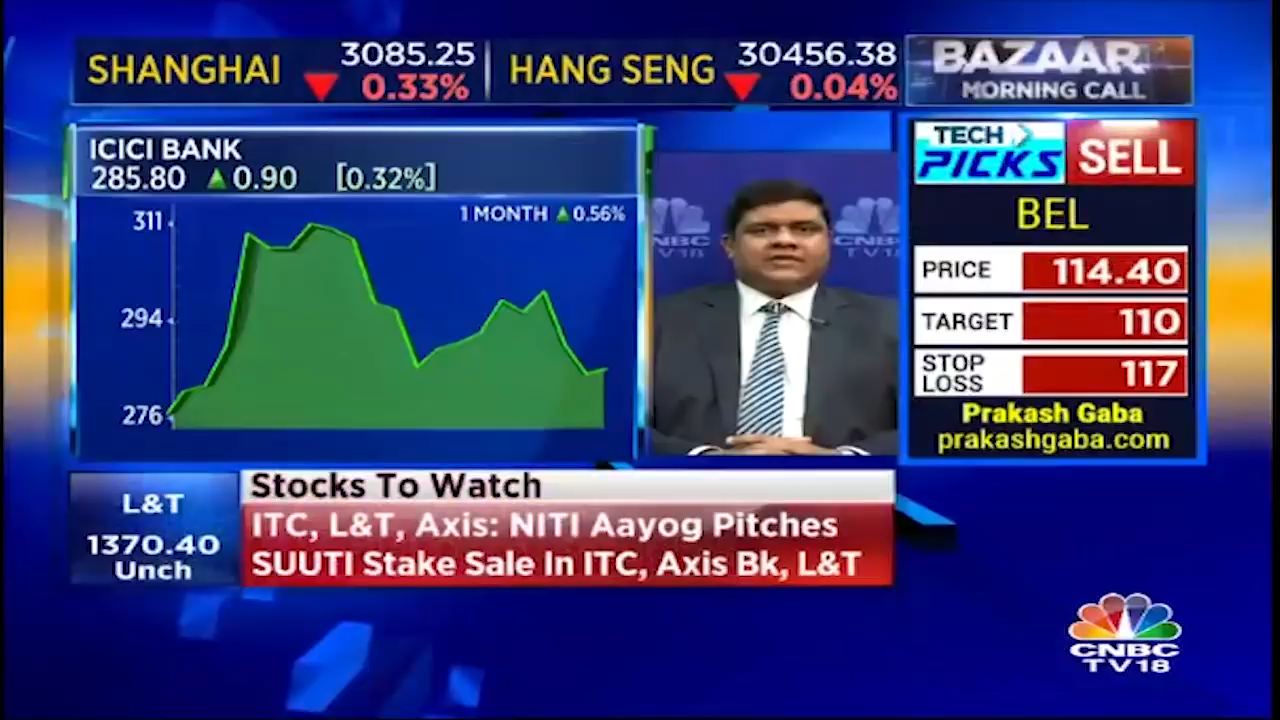 SHANGHAI 3085.25 0.33%
HANG SENG 30456.38 0.04%
BAZAAR
MORNING CALL
ICICI BANK
285.80 0.90 [0.32%]
1 MONTH 0.56%
311
294
276
CNBC
TV18
TECH
PICKS
SELL
BEL
PRICE 114.40
TARGET 110
STOP
LOSS 117
Prakash Gaba
prakashgaba.com
L&T
1370.40
Unch
Stocks To Watch
ITC, L&T, Axis: NITI Aayog Pitches
SUUTI Stake Sale In ITC, Axis Bk, L&T
CNBC
TV18